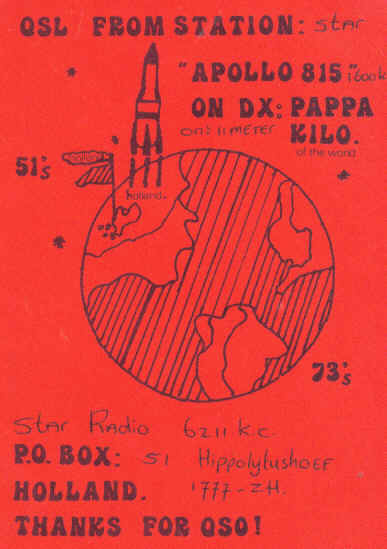 QSL FROM STATION: Star
"APOLLO 815"
ON DX: PAPPA
on: 11 meter KILO.
of the world
51's
holland.
73's
Star Radio 6211 k.c.
P.O. BOX: 51 Hippolytushoef
HOLLAND. 1777-ZH.
THANKS FOR QSO!